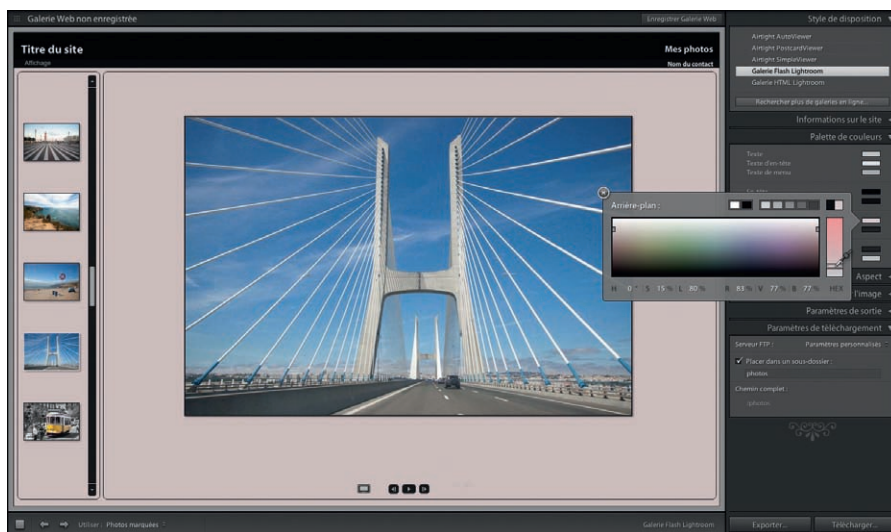 Galerie Web non enregistrée
Enregistrer Galerie Web
Titre du site
Mes photos
Affichage
Nom du contact
Style de disposition
Airtight AutoViewer
Airtight PostcardViewer
Airtight SimpleViewer
Galerie Flash Lightroom
Galerie HTML Lightroom
Rechercher plus de galeries en ligne...
Informations sur le site
Palette de couleurs
Texte
Texte d'en-tête
Texte de menu
Arrière-plan :
H 0 ° S 15 % L 80 % R 83 % V 77 % B 77 % HEX
Aspect
l'image
Paramètres de sortie
Paramètres de téléchargement
Serveur FTP : Paramètres personnalisés
Placer dans un sous-dossier :
photos
Chemin complet :
/photos
Utiliser : Photos marquées
Galerie Flash Lightroom
Exporter...
Télécharger...